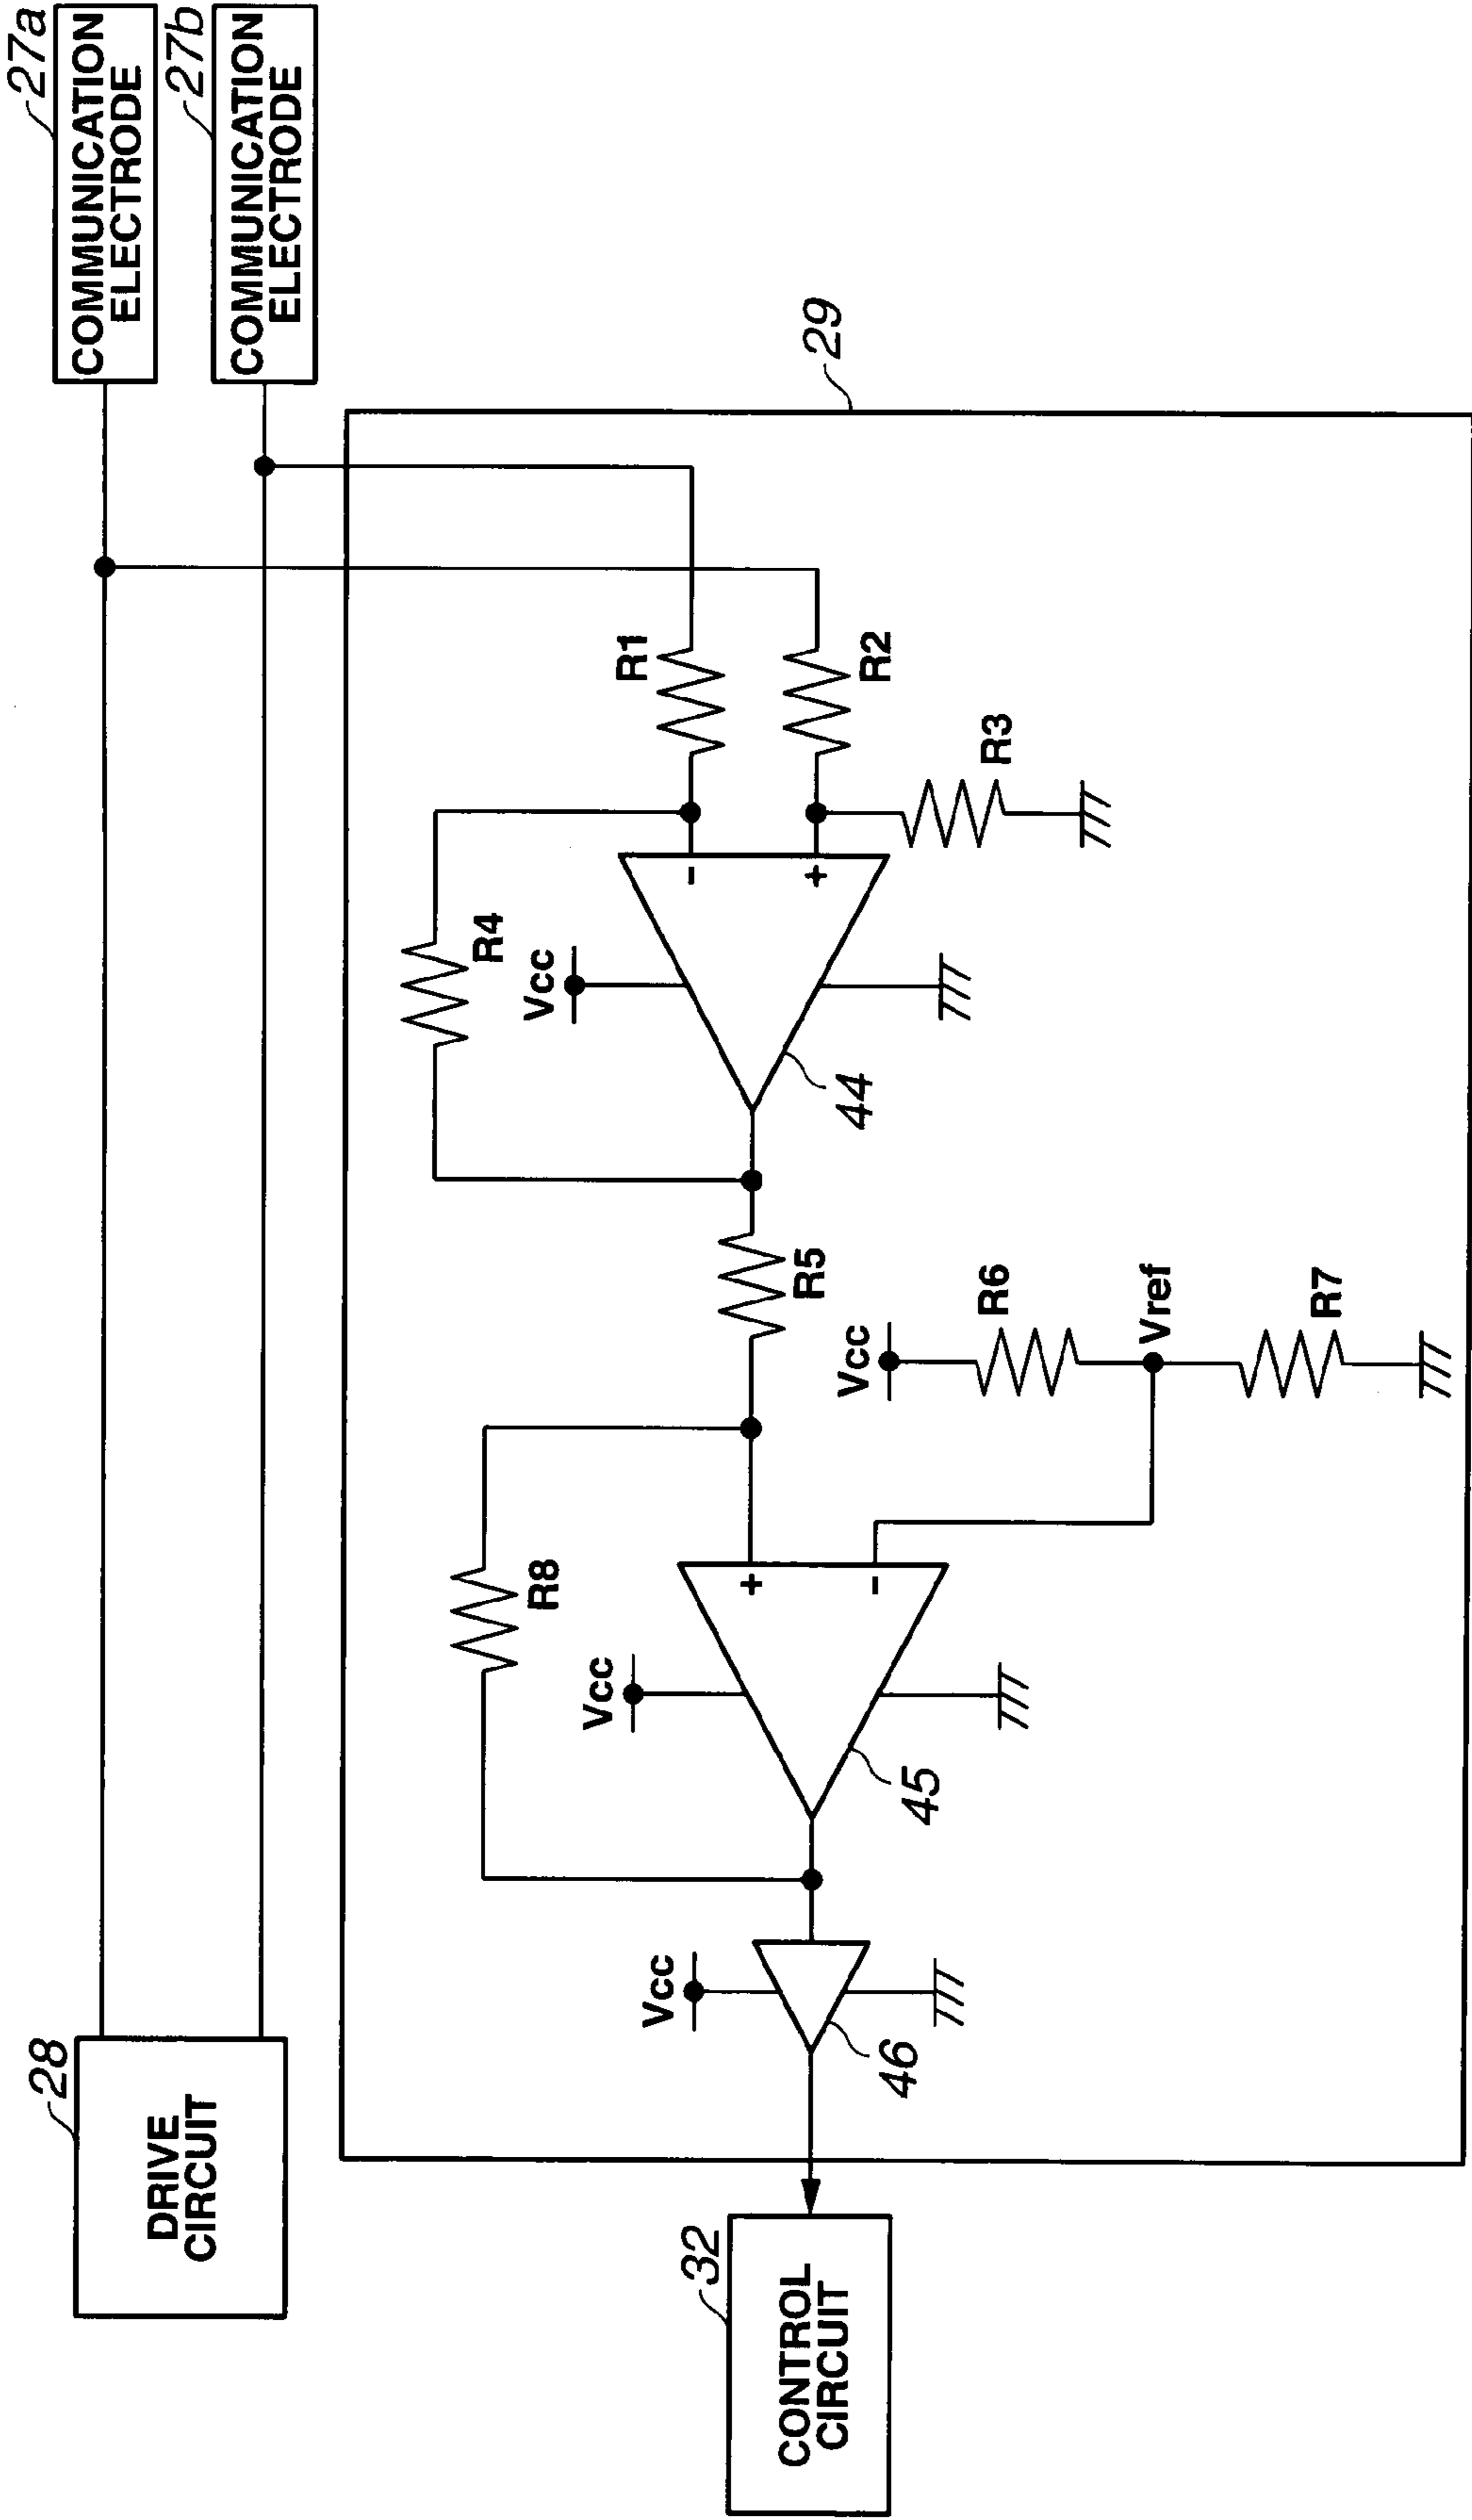 27a
COMMUNICATION
ELECTRODE
27b
COMMUNICATION
ELECTRODE
28
DRIVE
CIRCUIT
29
R1
R2
R3
R4
-
+
Vcc
44
R5
Vcc
R6
Vref
R7
R8
+
-
Vcc
45
Vcc
46
32
CONTROL
CIRCUIT